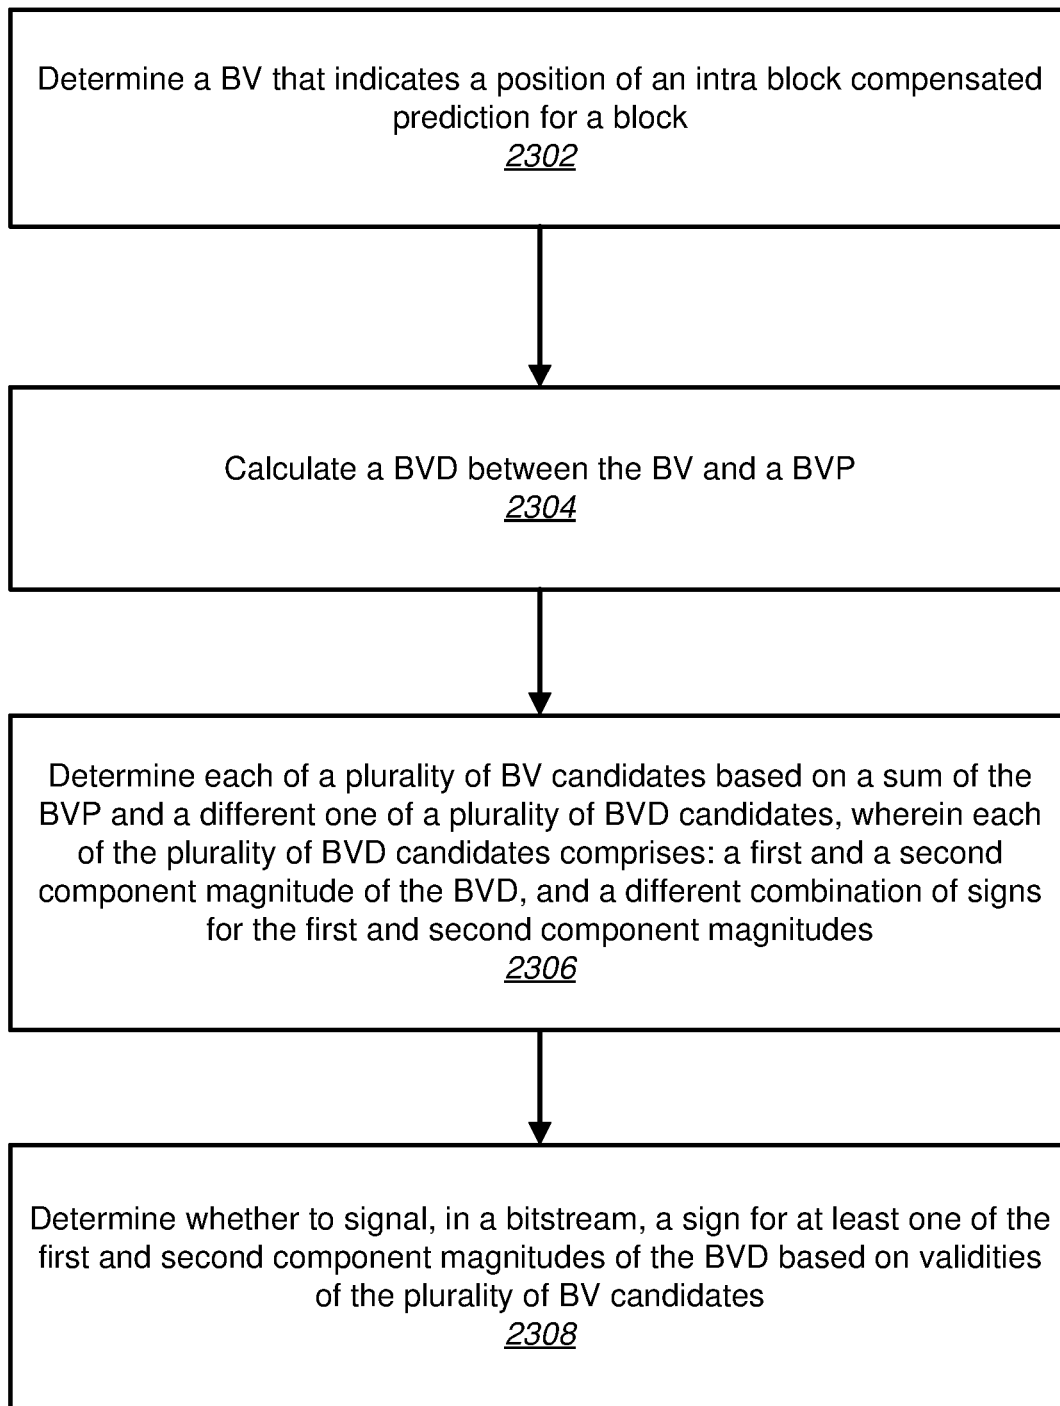 Determine a BV that indicates a position of an intra block compensated
prediction for a block
2302
Calculate a BVD between the BV and a BVP
2304
Determine each of a plurality of BV candidates based on a sum of the
BVP and a different one of a plurality of BVD candidates, wherein each
of the plurality of BVD candidates comprises: a first and a second
component magnitude of the BVD, and a different combination of signs
for the first and second component magnitudes
2306
Determine whether to signal, in a bitstream, a sign for at least one of the
first and second component magnitudes of the BVD based on validities
of the plurality of BV candidates
2308